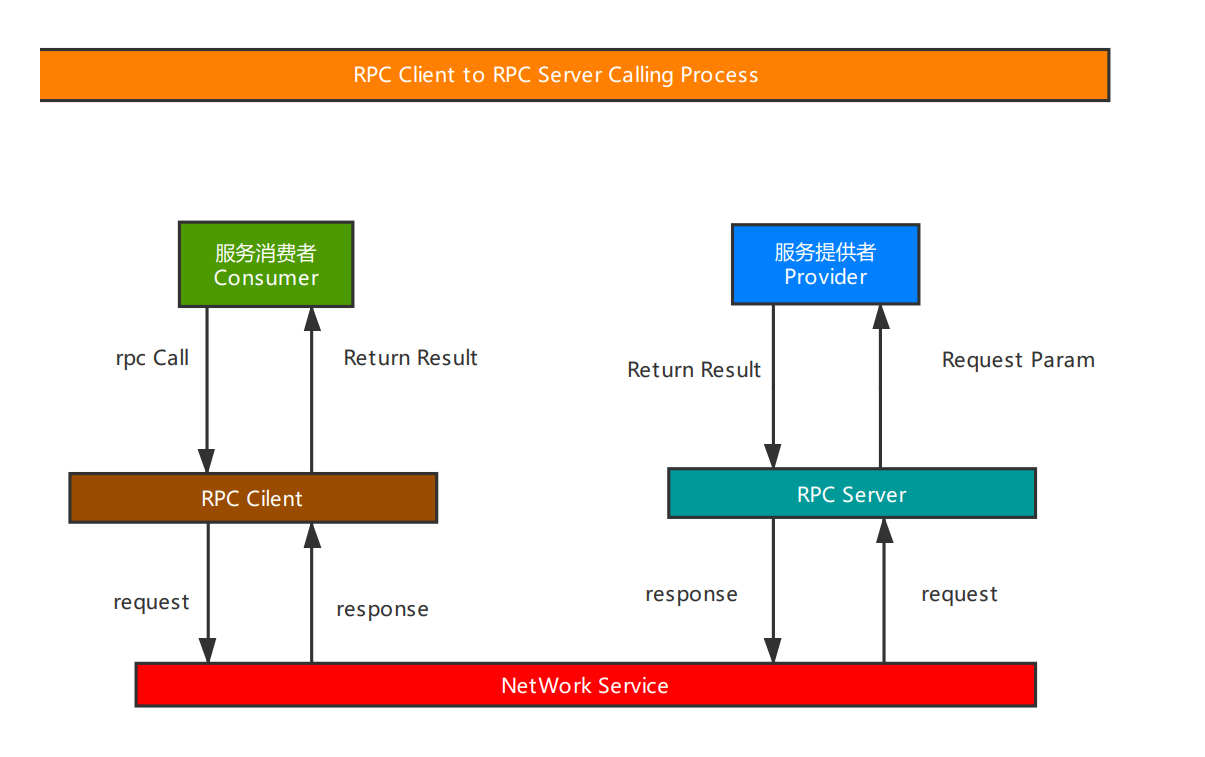 RPC Client to RPC Server Calling Process
服务消费者
Consumer
服务提供者
Provider
rpc Call
Return Result
Return Result
Request Param
RPC Cilent
RPC Server
request
response
response
request
NetWork Service